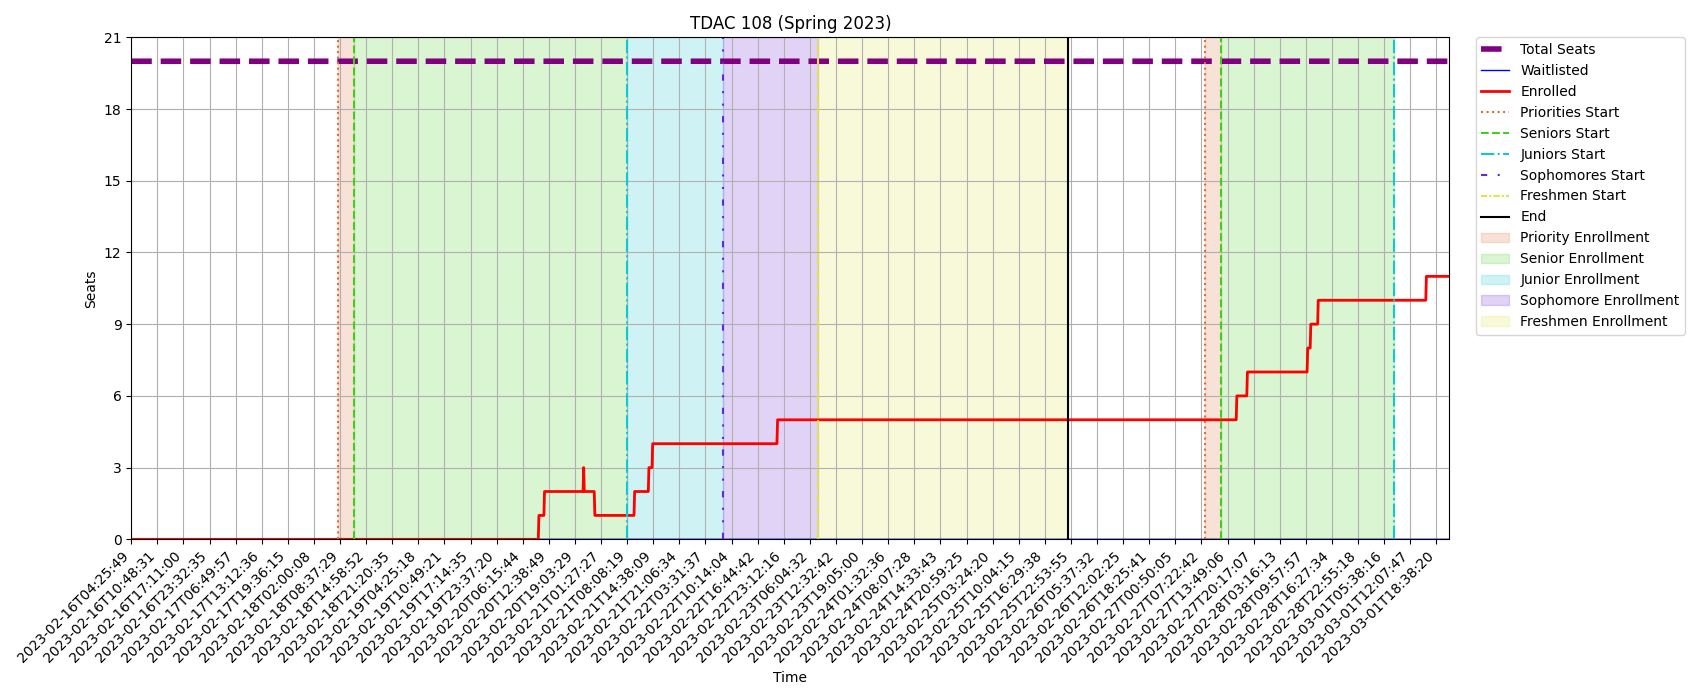 TDAC 108 (Spring 2023)
21
18
15
12
9
6
3
0
Seats
2023-02-16T04:25:49
2023-02-16T10:48:31
2023-02-16T17:11:00
2023-02-16T23:32:35
2023-02-17T06:49:57
2023-02-17T13:12:36
2023-02-17T19:36:15
2023-02-18T02:00:08
2023-02-18T08:37:29
2023-02-18T14:58:52
2023-02-18T21:20:35
2023-02-19T04:25:18
2023-02-19T10:49:21
2023-02-19T17:14:35
2023-02-19T23:37:20
2023-02-20T06:15:44
2023-02-20T12:38:49
2023-02-20T19:03:29
2023-02-21T01:27:27
2023-02-21T08:08:19
2023-02-21T14:38:09
2023-02-21T21:06:34
2023-02-22T03:31:37
2023-02-22T10:14:04
2023-02-22T16:44:42
2023-02-22T23:12:16
2023-02-23T06:04:32
2023-02-23T12:32:42
2023-02-23T19:05:00
2023-02-24T01:32:36
2023-02-24T08:07:28
2023-02-24T14:33:43
2023-02-24T20:59:25
2023-02-25T03:24:20
2023-02-25T10:04:15
2023-02-25T16:29:38
2023-02-25T22:53:55
2023-02-26T05:37:32
2023-02-26T12:02:25
2023-02-26T18:25:41
2023-02-27T00:50:05
2023-02-27T07:22:42
2023-02-27T13:49:06
2023-02-27T20:17:07
2023-02-28T03:16:13
2023-02-28T09:57:57
2023-02-28T16:27:34
2023-02-28T22:55:18
2023-03-01T05:38:16
2023-03-01T12:07:47
2023-03-01T18:38:20
Time
Total Seats
Waitlisted
Enrolled
Priorities Start
Seniors Start
Juniors Start
Sophomores Start
Freshmen Start
End
Priority Enrollment
Senior Enrollment
Junior Enrollment
Sophomore Enrollment
Freshmen Enrollment